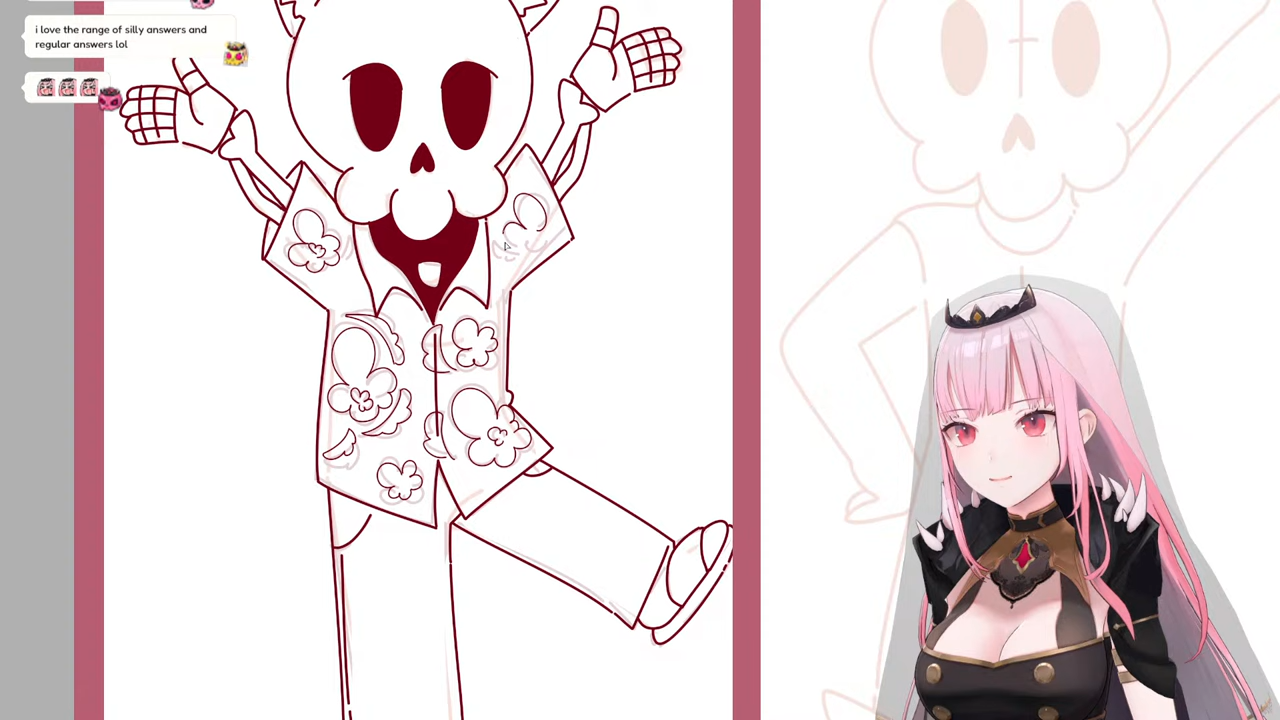 i love the range of silly answers and
regular answers lol